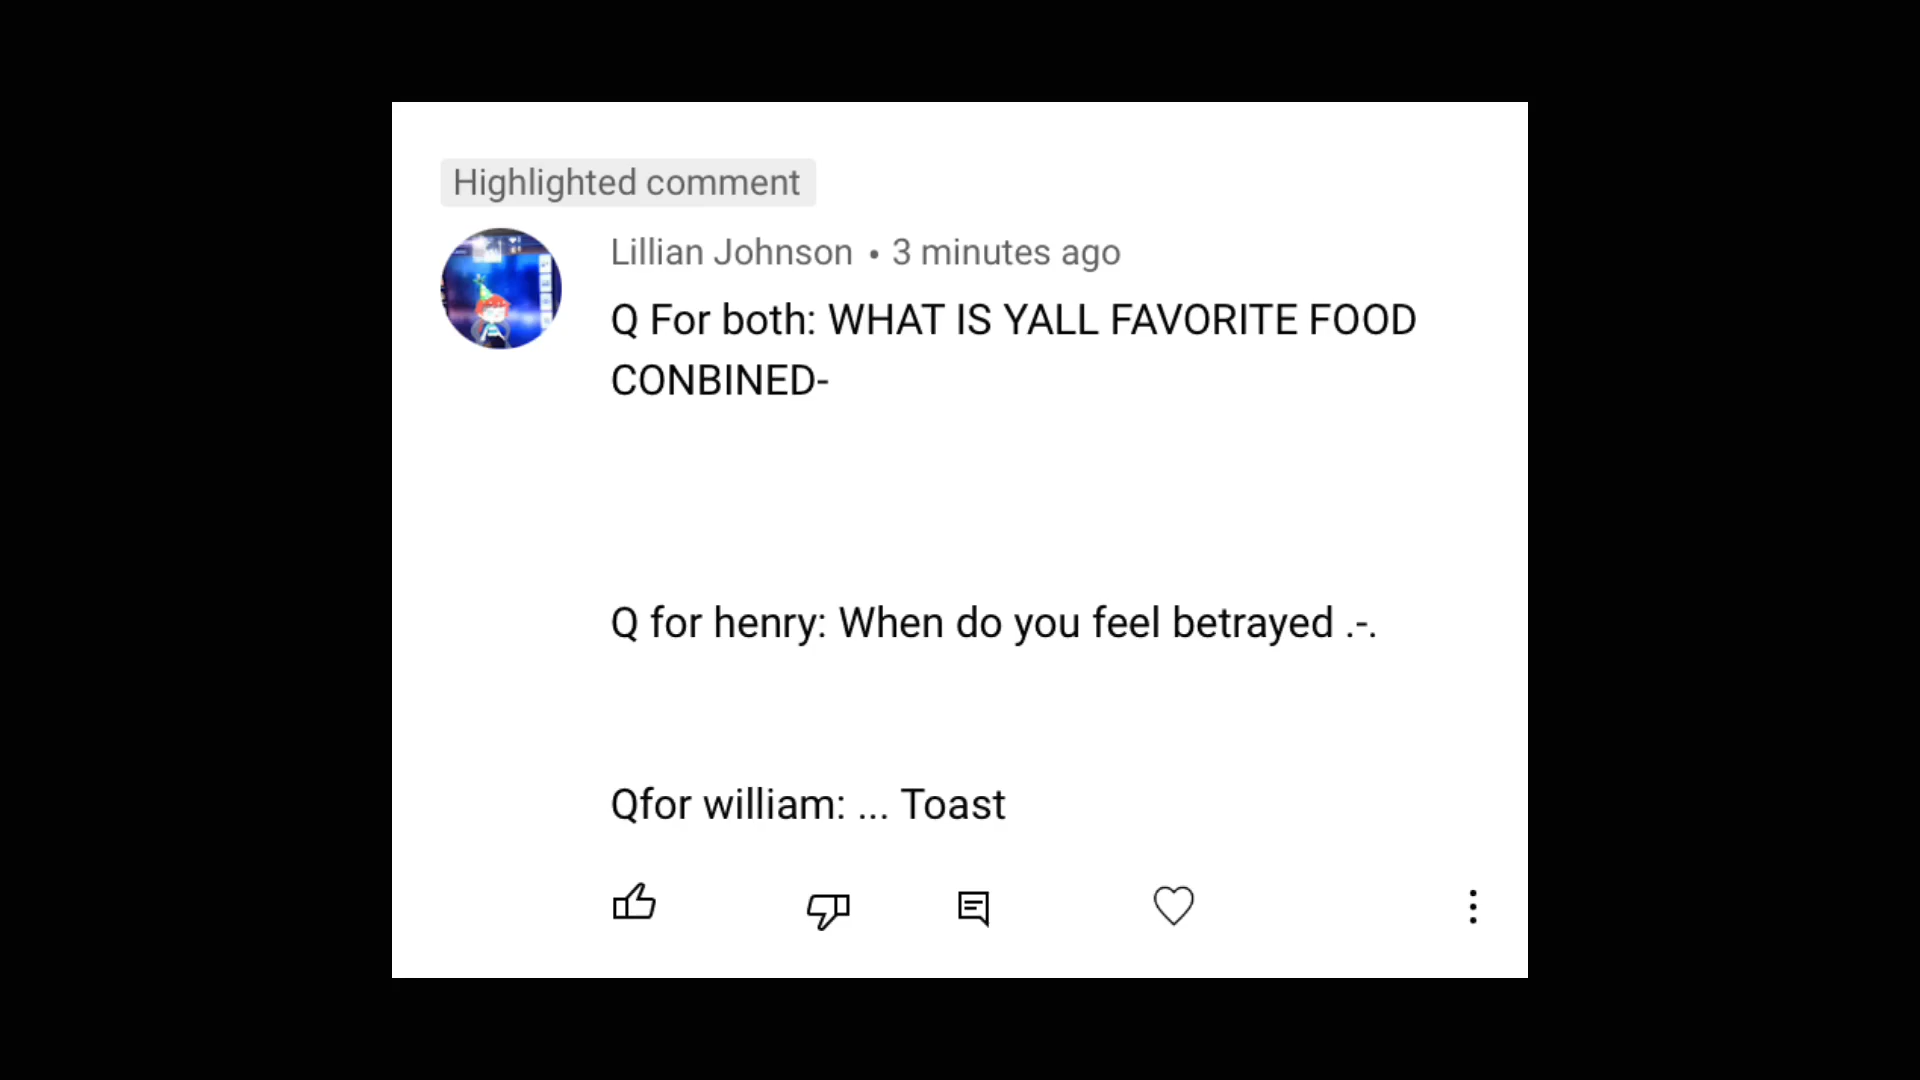 Highlighted comment
Lillian Johnson • 3 minutes ago
Q For both: WHAT IS YALL FAVORITE FOOD
CONBINED-
Q for henry: When do you feel betrayed .-.
Qfor william: ... Toast